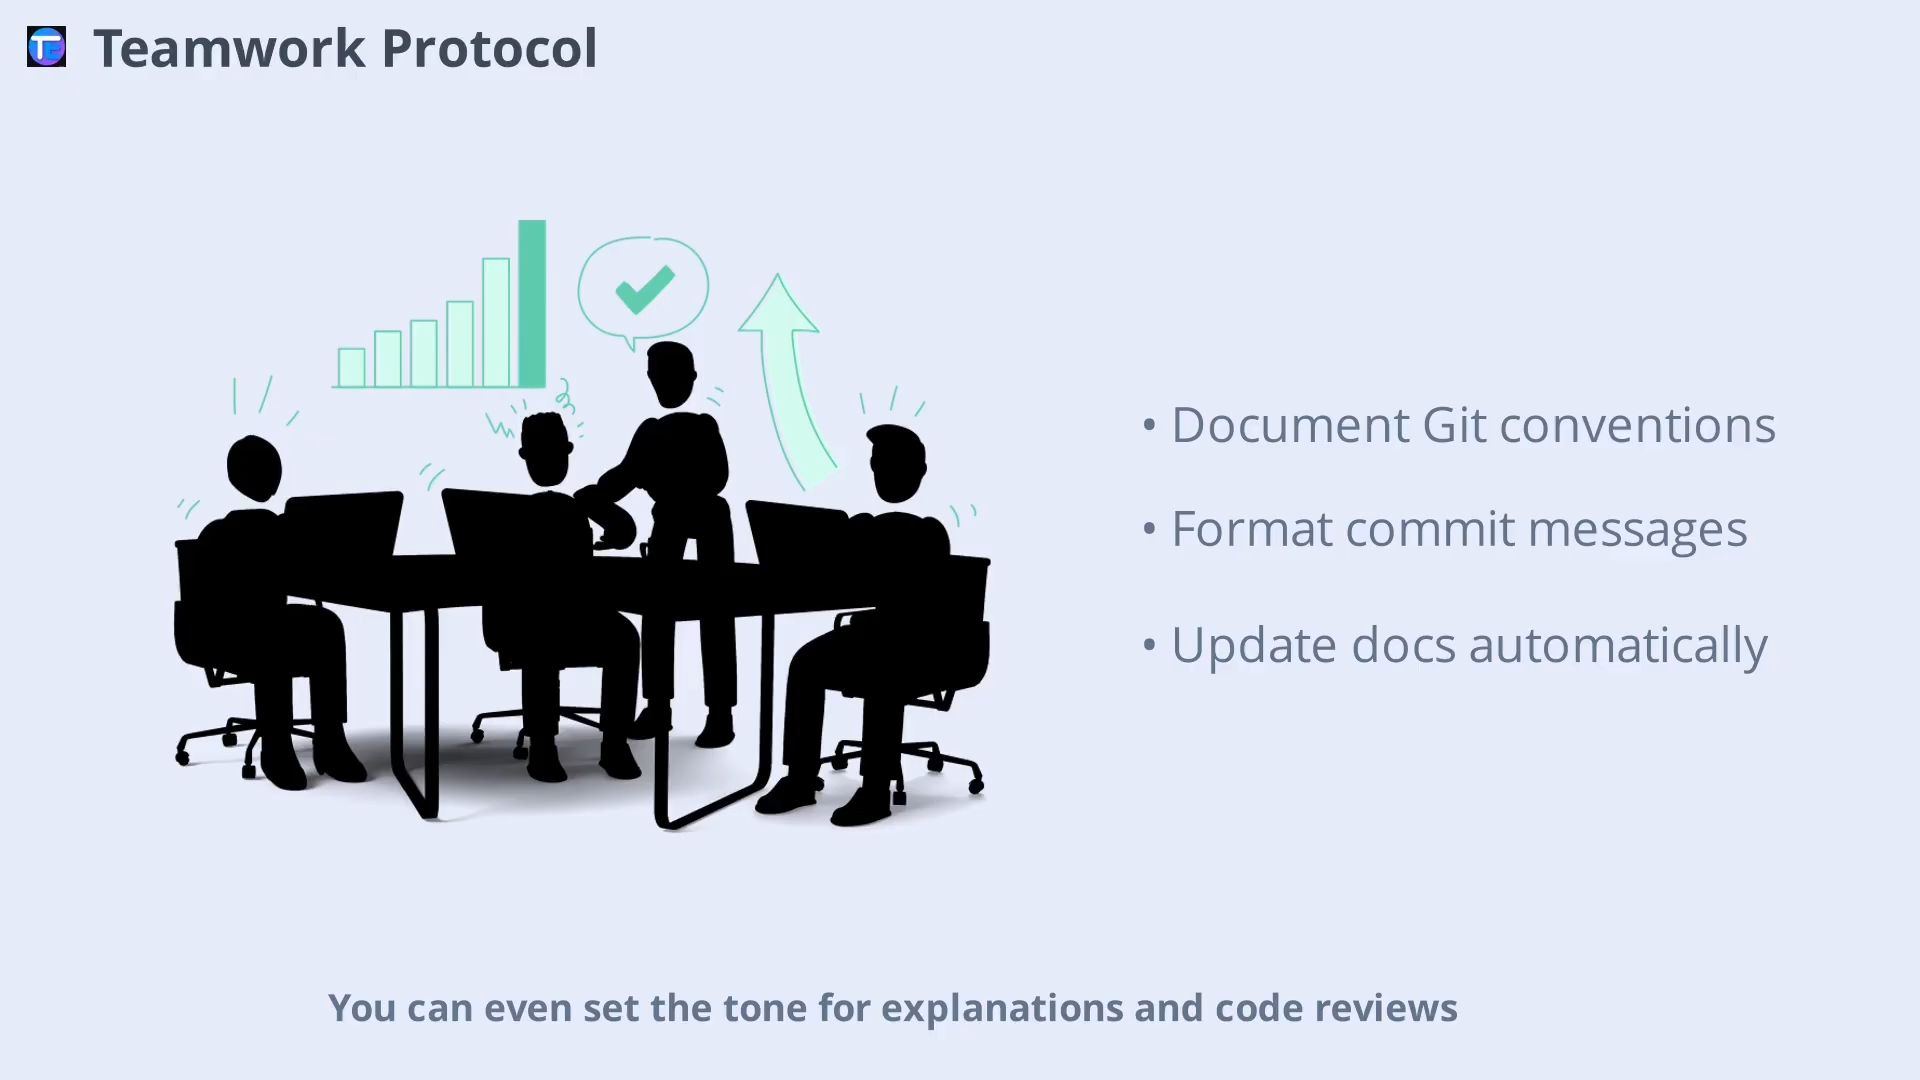 Teamwork Protocol
• Document Git conventions
• Format commit messages
• Update docs automatically
You can even set the tone for explanations and code reviews